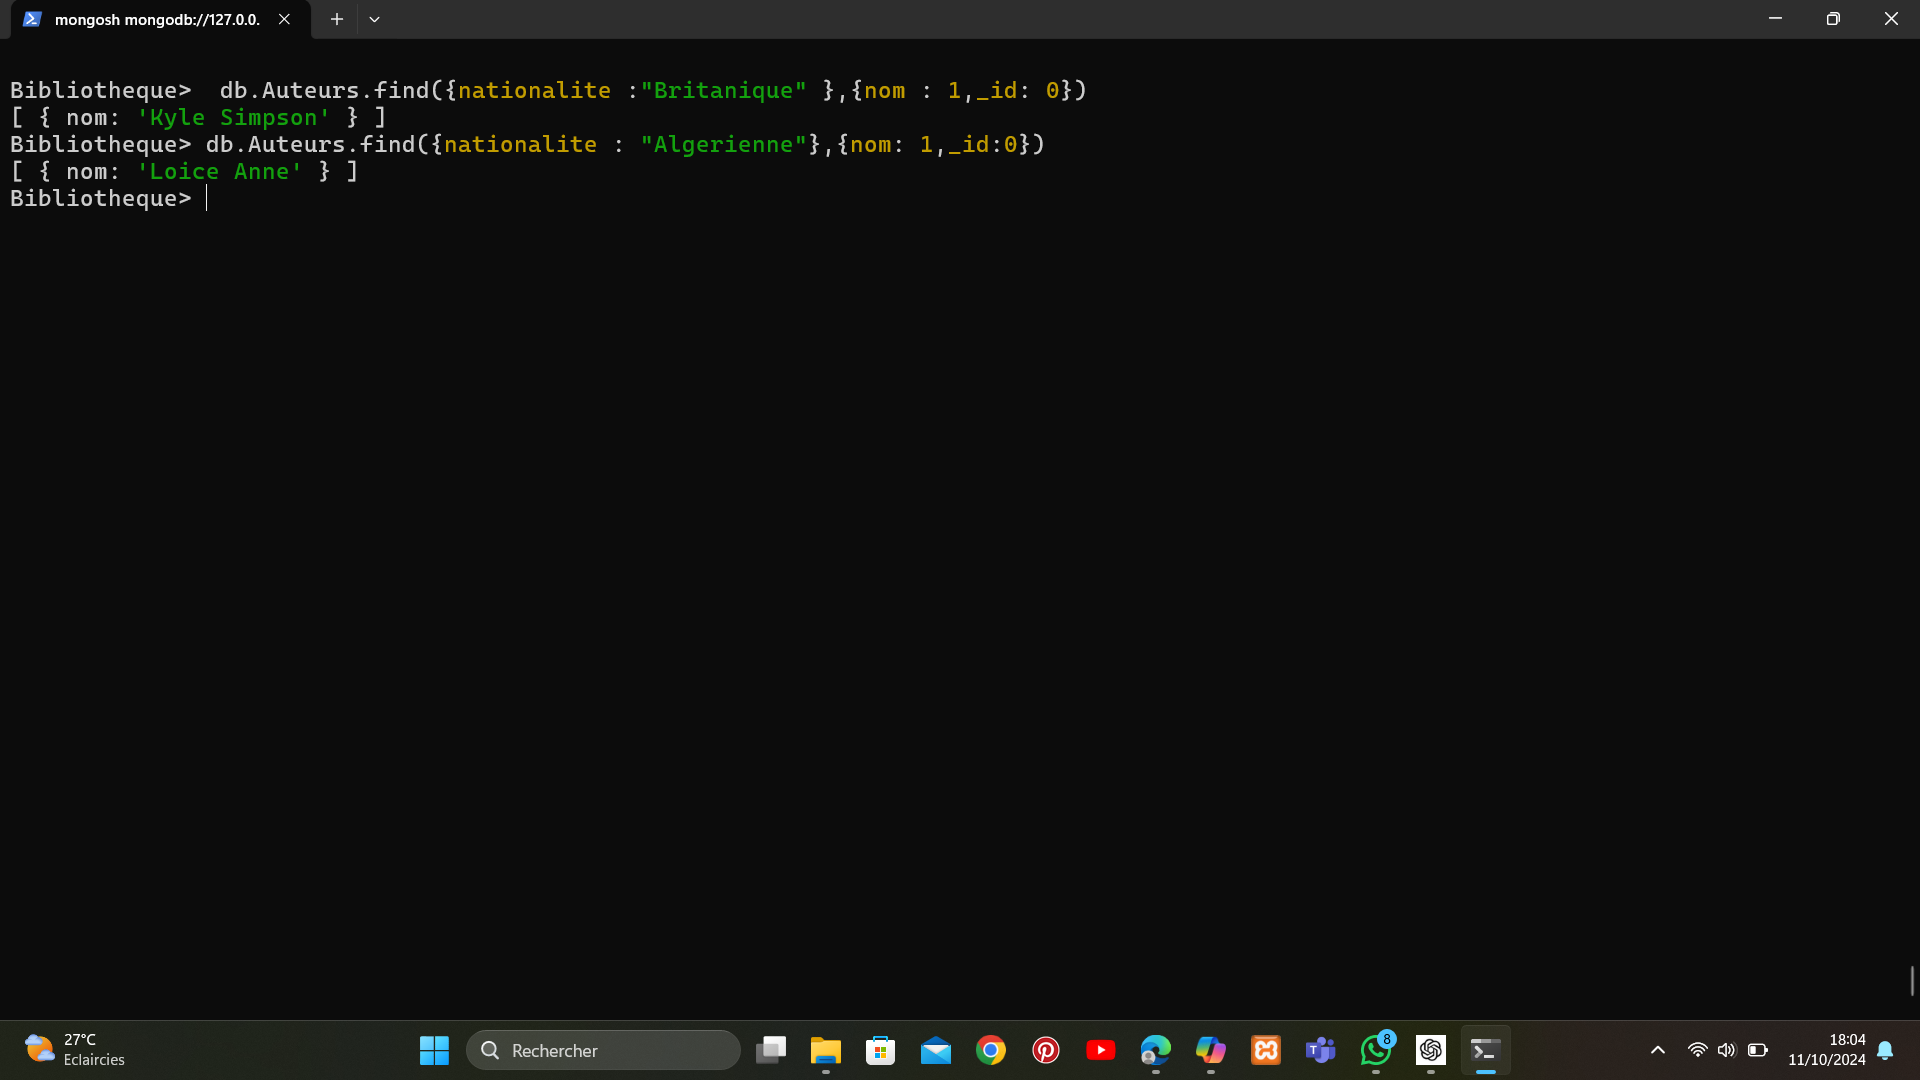 mongosh mongodb://127.0.0.
Bibliotheque>  db.Auteurs.find({nationalite :"Britanique" },{nom : 1,_id: 0})
[ { nom: 'Kyle Simpson' } ]
Bibliotheque> db.Auteurs.find({nationalite : "Algerienne"},{nom: 1,_id:0})
[ { nom: 'Loice Anne' } ]
Bibliotheque>
27°C
Eclaircies
Rechercher
8
18:04
11/10/2024